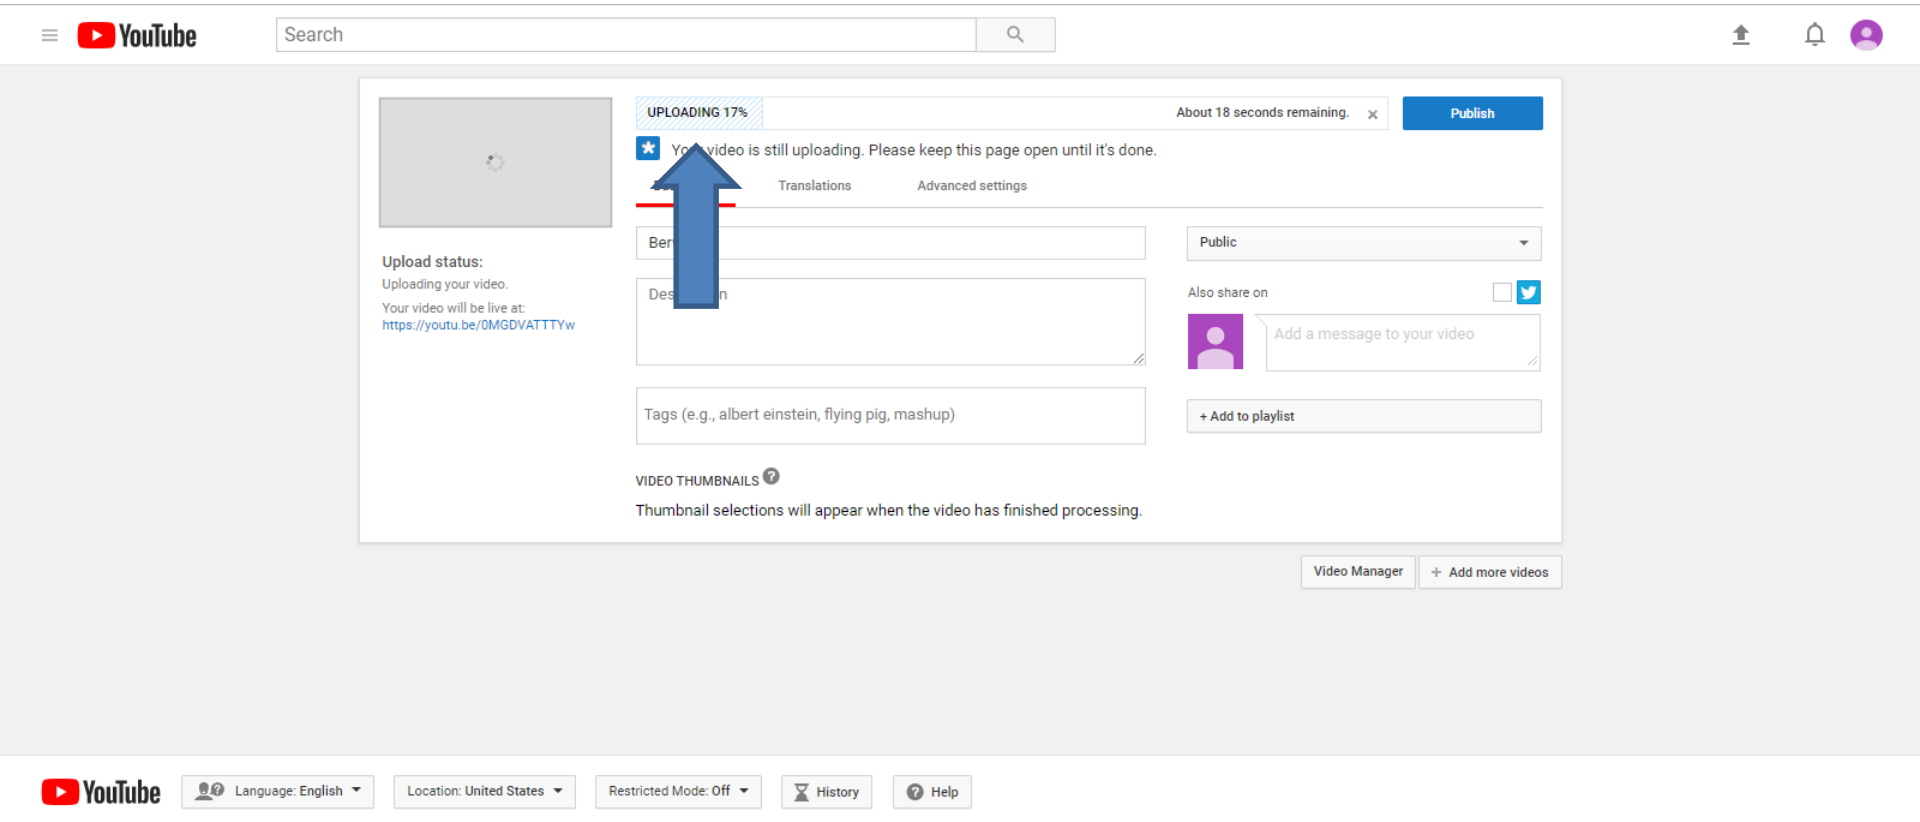 YouTube
Search
UPLOADING 17%
About 18 seconds remaining.
Publish
video is still uploading. Please keep this page open until it's done.
Translations
Advanced settings
Public
Upload status:
Uploading your video.
Your video will be live at:
https://youtu.be/0MGDVATTTYw
Also share on
Add a message to your video
Tags (e.g., albert einstein, flying pig, mashup)
+ Add to playlist
VIDEO THUMBNAILS
Thumbnail selections will appear when the video has finished processing.
Video Manager
+ Add more videos
YouTube
Language: English
Location: United States
Restricted Mode: Off
History
Help